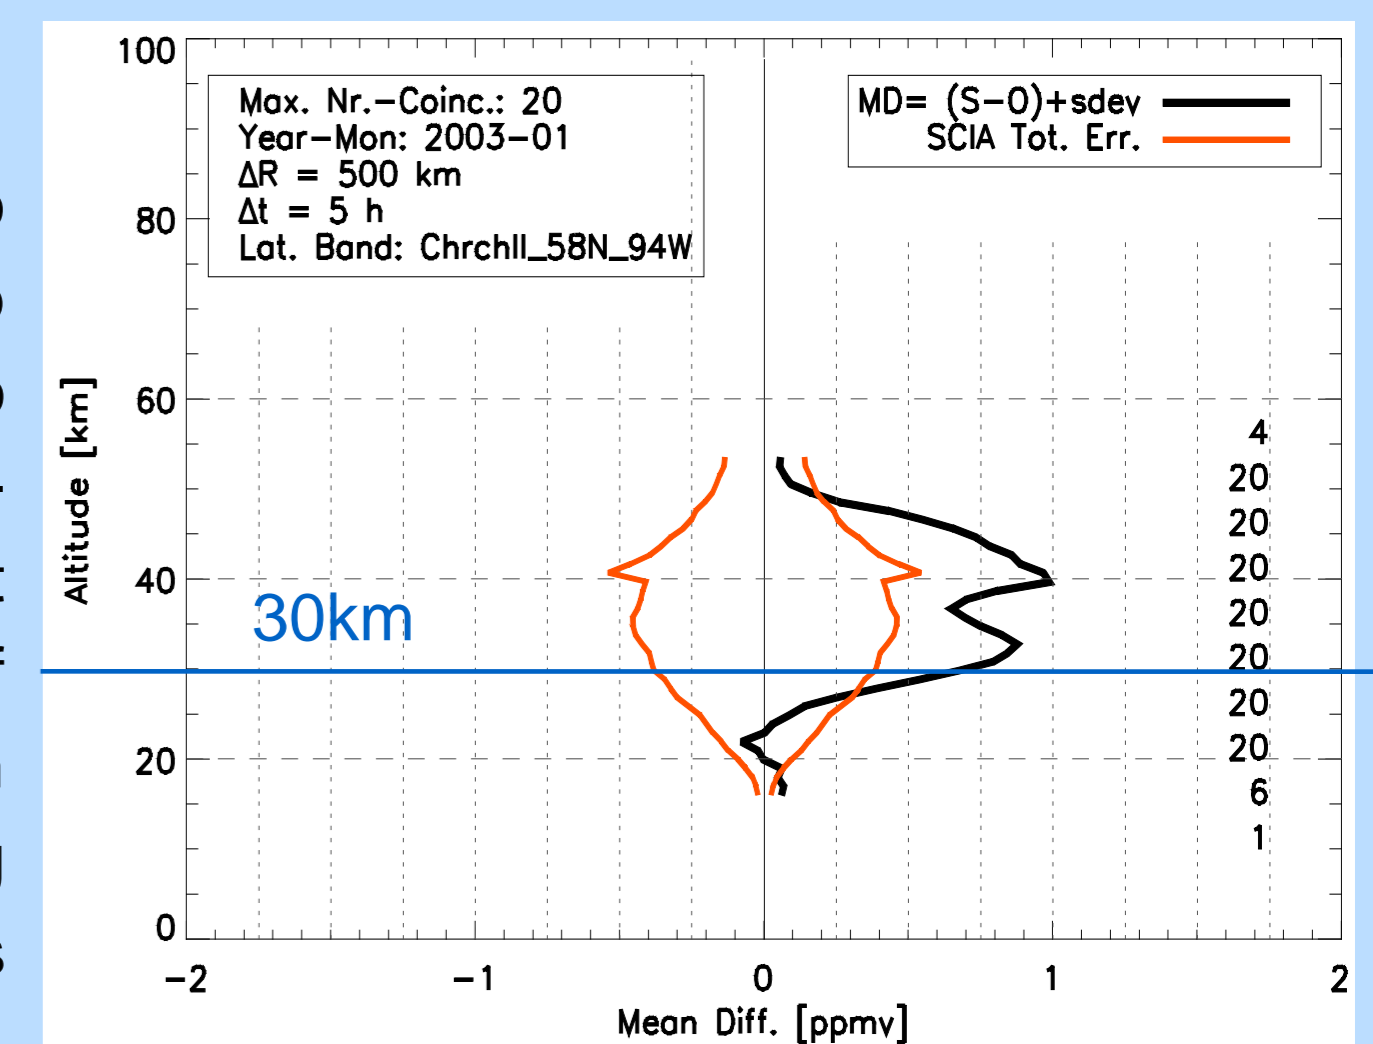 100
80
60
40
20
0
Altitude [km]
Max. Nr.-Coinc.: 20
Year-Mon: 2003-01
ΔR = 500 km
Δt = 5 h
Lat. Band: Chrchll_58N_94W
MD= (S-O)+sdev
SCIA Tot. Err.
30km
4
20
20
20
20
20
20
20
6
1
-2 -1 0 1 2
Mean Diff. [ppmv]